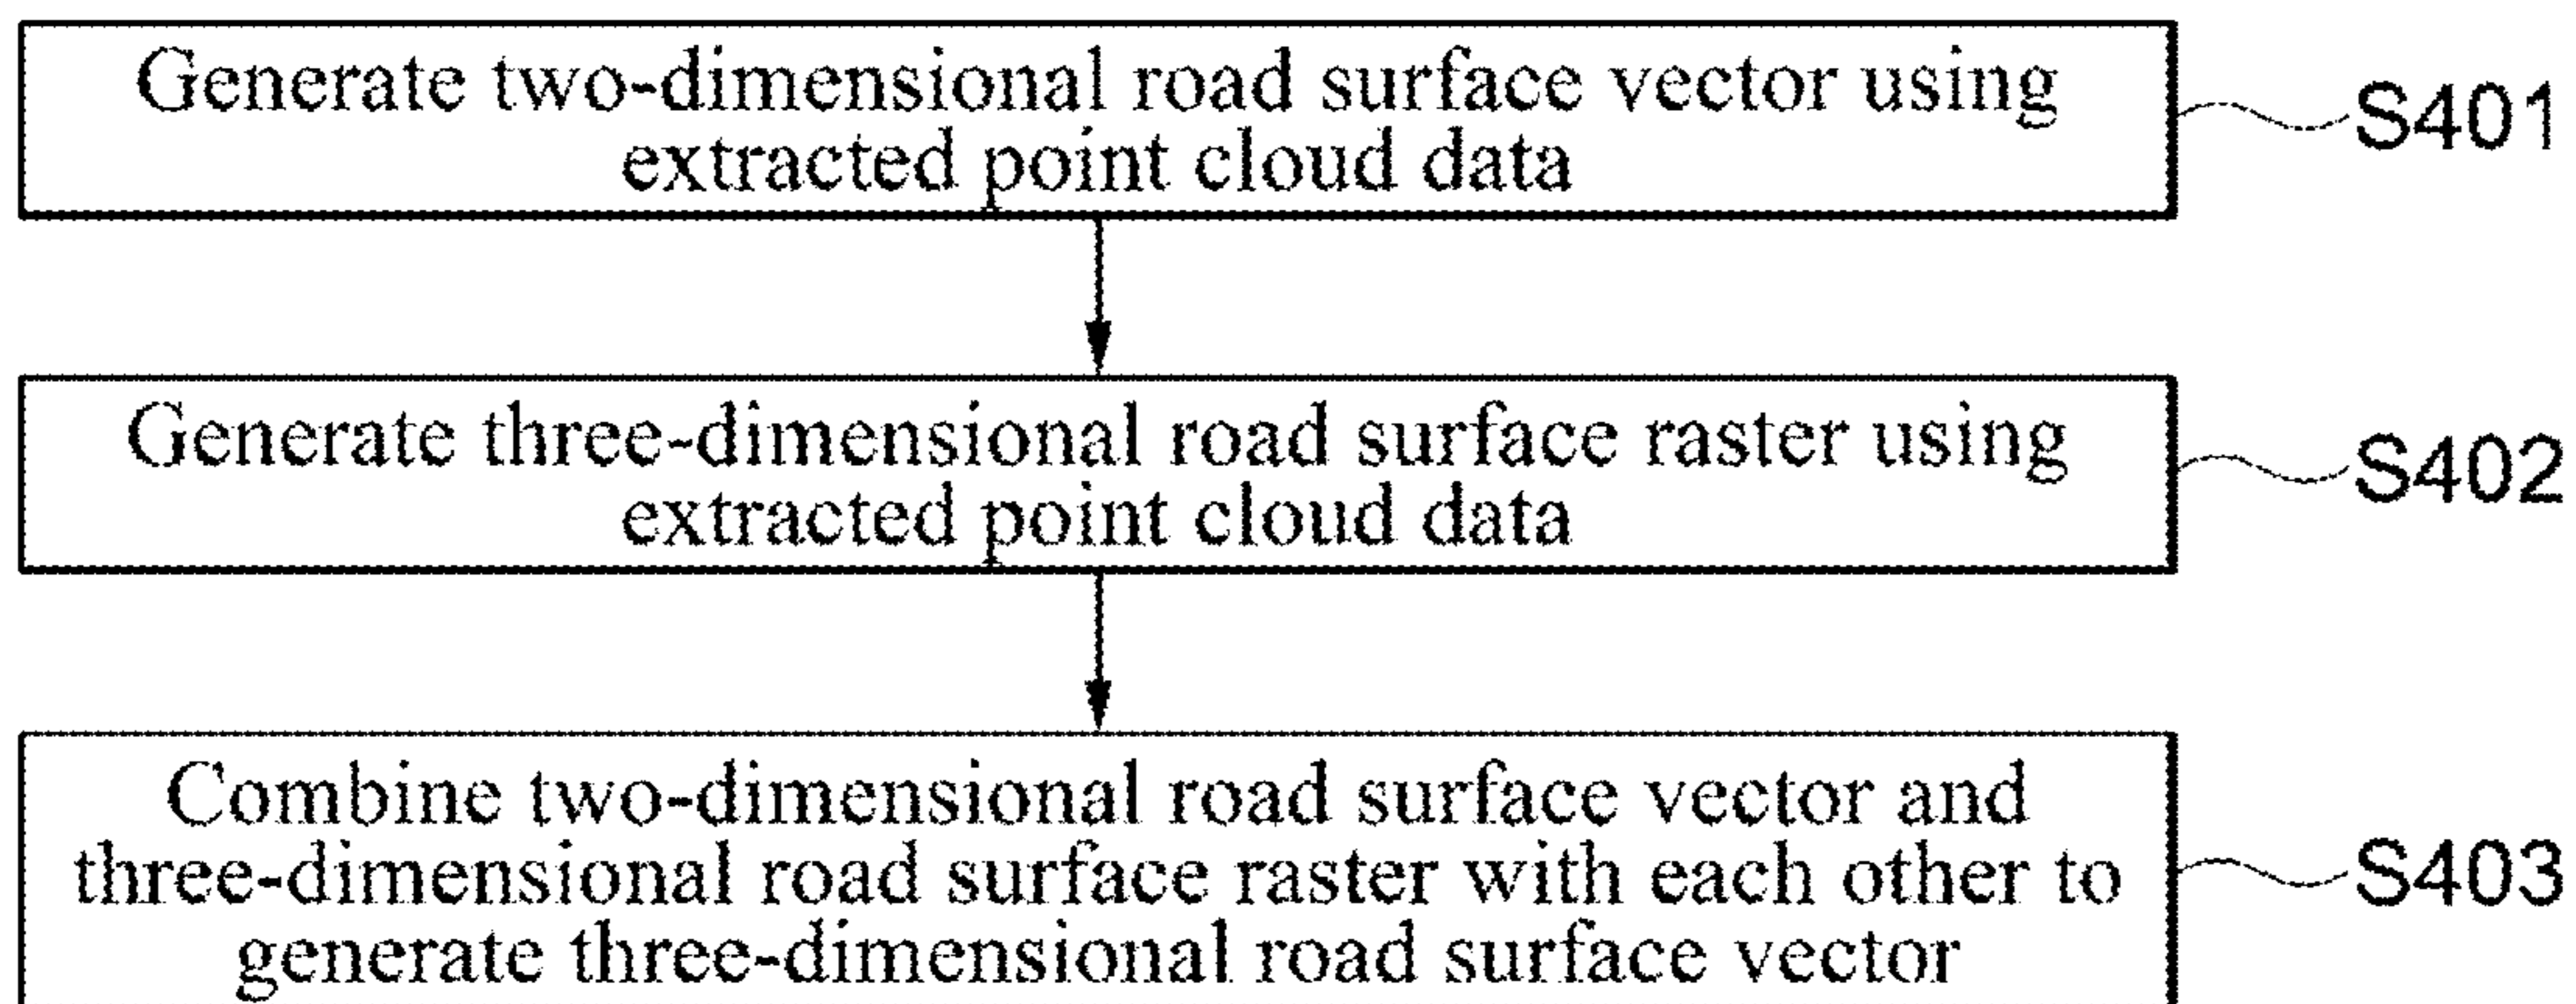 Generate two-dimensional road surface vector using
extracted point cloud data
S401
Generate three-dimensional road surface raster using
extracted point cloud data
S402
Combine two-dimensional road surface vector and
three-dimensional road surface raster with each other to
generate three-dimensional road surface vector
S403